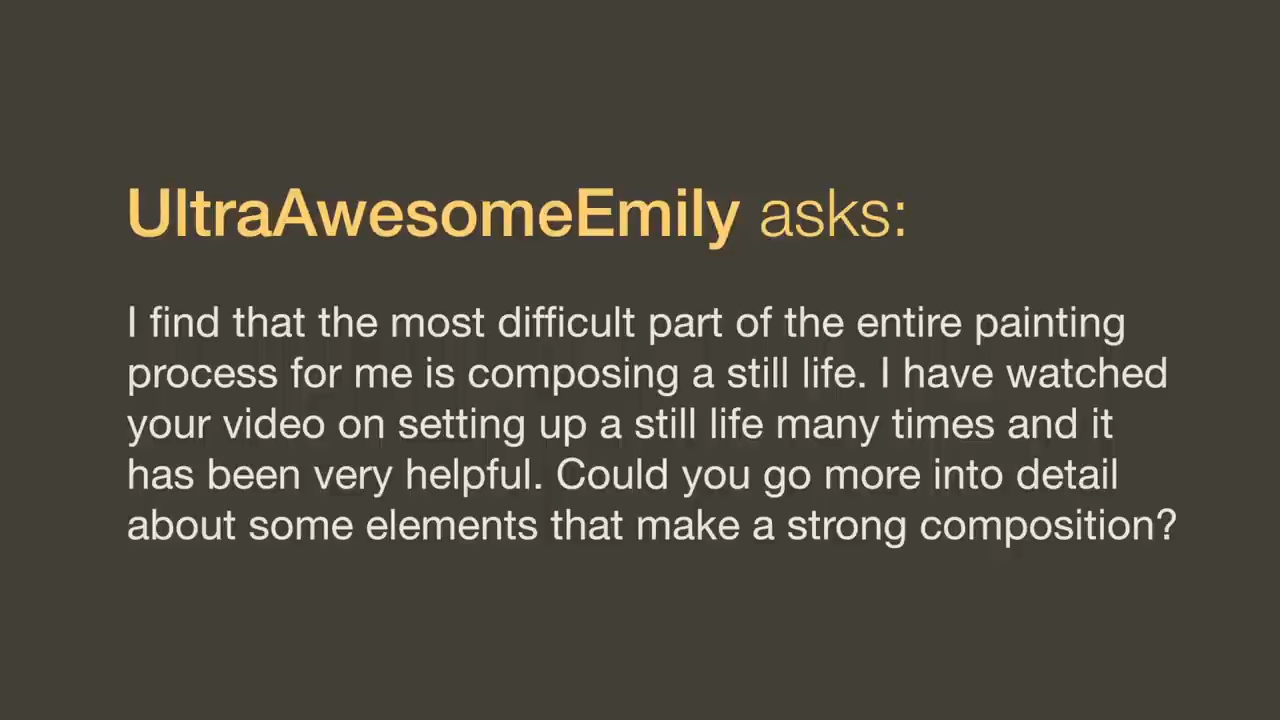 UltraAwesomeEmily asks:
I find that the most difficult part of the entire painting
process for me is composing a still life. I have watched
your video on setting up a still life many times and it
has been very helpful. Could you go more into detail
about some elements that make a strong composition?